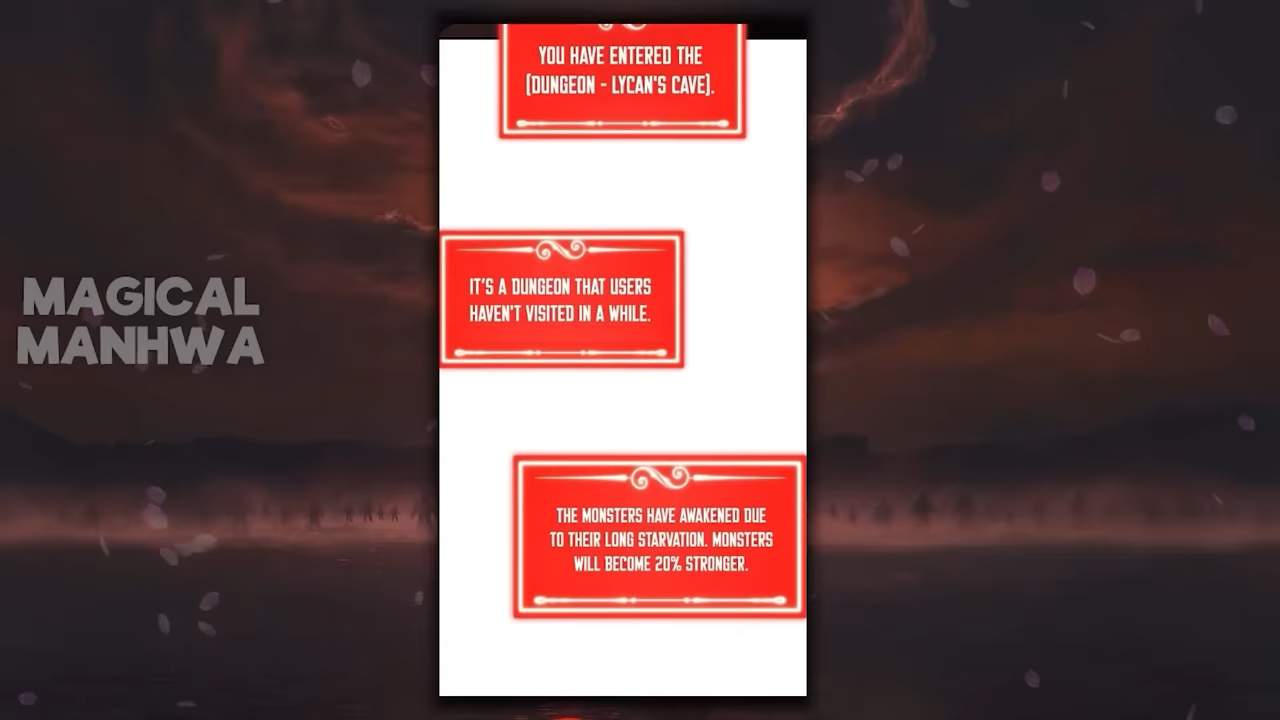 MAGICAL
MANHWA
YOU HAVE ENTERED THE
[DUNGEON - LYCAN'S CAVE].
IT'S A DUNGEON THAT USERS
HAVEN'T VISITED IN A WHILE.
THE MONSTERS HAVE AWAKENED DUE
TO THEIR LONG STARVATION. MONSTERS
WILL BECOME 20% STRONGER.